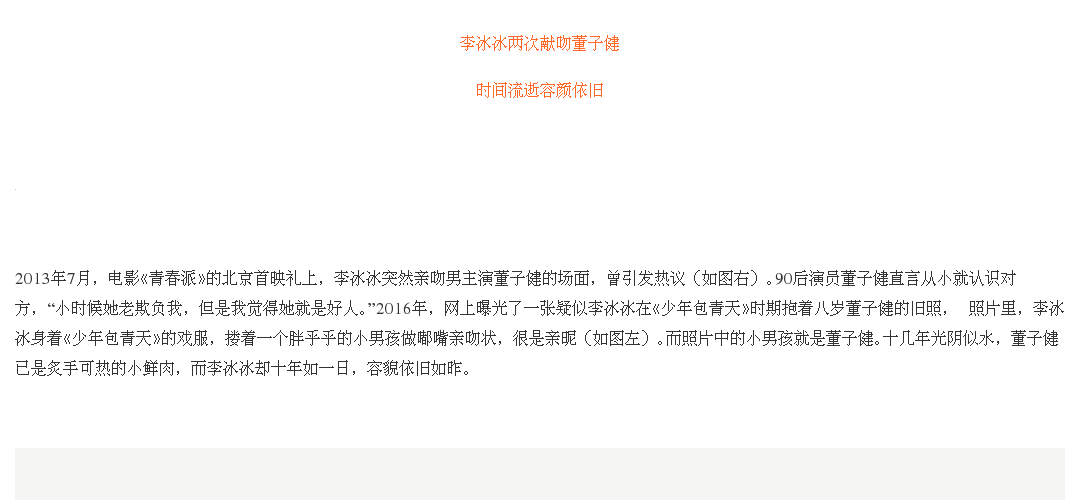 李冰冰两次献吻董子健
时间流逝容颜依旧
2013年7月，电影《青春派》的北京首映礼上，李冰冰突然亲吻男主演董子健的场面，曾引发热议（如图右）。90后演员董子健直言从小就认识对
方，“小时候她老欺负我，但是我觉得她就是好人。”2016年，网上曝光了一张疑似李冰冰在《少年包青天》时期抱着八岁董子健的旧照， 照片里，李冰
冰身着《少年包青天》的戏服，搂着一个胖乎乎的小男孩做嘟嘴亲吻状，很是亲昵（如图左）。而照片中的小男孩就是董子健。十几年光阴似水，董子健
已是炙手可热的小鲜肉，而李冰冰却十年如一日，容貌依旧如昨。